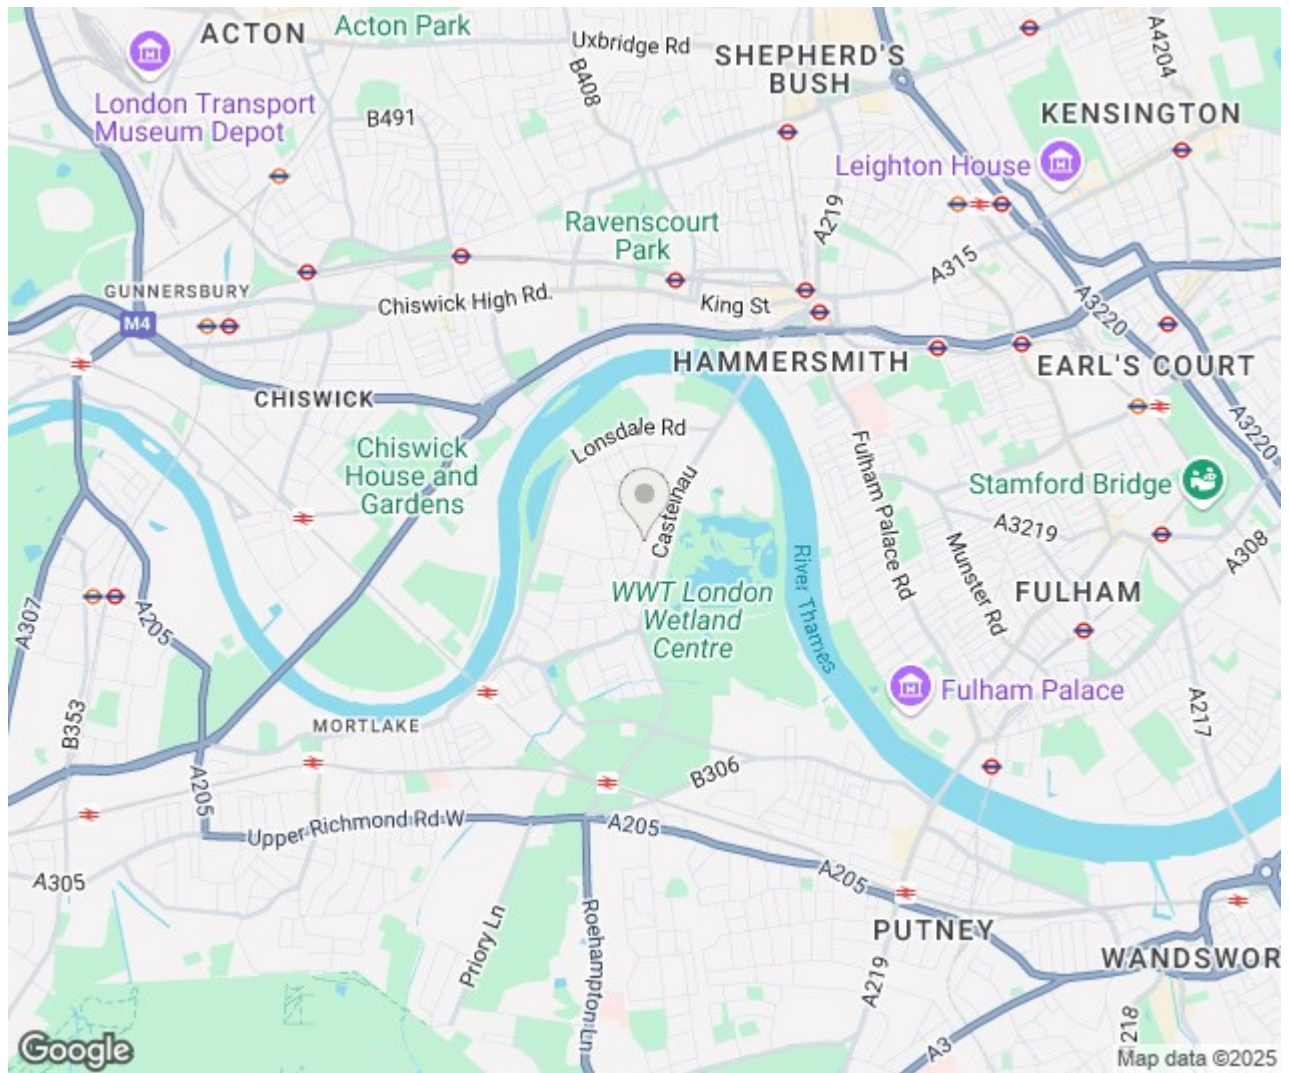 ACTON
Acton Park
Uxbridge Rd
SHEPHERD'S
BUSH
A4204
B408
London Transport
Museum Depot
B491
KENSINGTON
Leighton House
A219
Ravenscourt
Park
A315
GUNNERSBURY
Chiswick High Rd.
King St
A3220
M4
HAMMERSMITH
EARL'S COURT
CHISWICK
A3220
Lonsdale Rd
Chiswick
House and
Gardens
Castelnau
Fulham Palace Rd
Stamford Bridge
A3219
Munster Rd
A308
River Thames
WWT London
Wetland
Centre
FULHAM
A307
A205
Fulham Palace
B353
MORTLAKE
A217
A205
B306
Upper Richmond Rd W
A205
A205
A305
Priory Ln
Roehampton Ln
PUTNEY
A219
WANDSWOR
A218
A3
Google
Map data ©2025